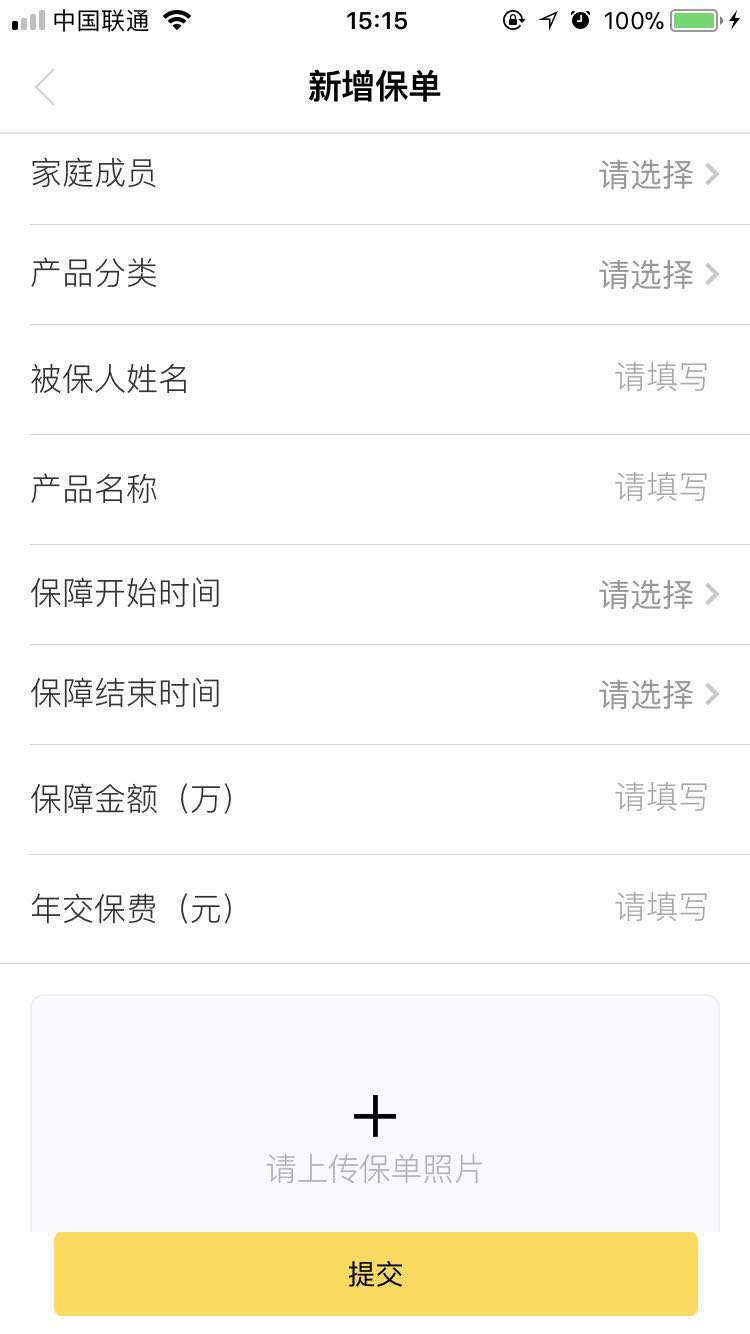 中国联通 15:15 100%
新增保单
家庭成员 请选择
产品分类 请选择
被保人姓名 请填写
产品名称 请填写
保障开始时间 请选择
保障结束时间 请选择
保障金额（万） 请填写
年交保费（元） 请填写
请上传保单照片
提交